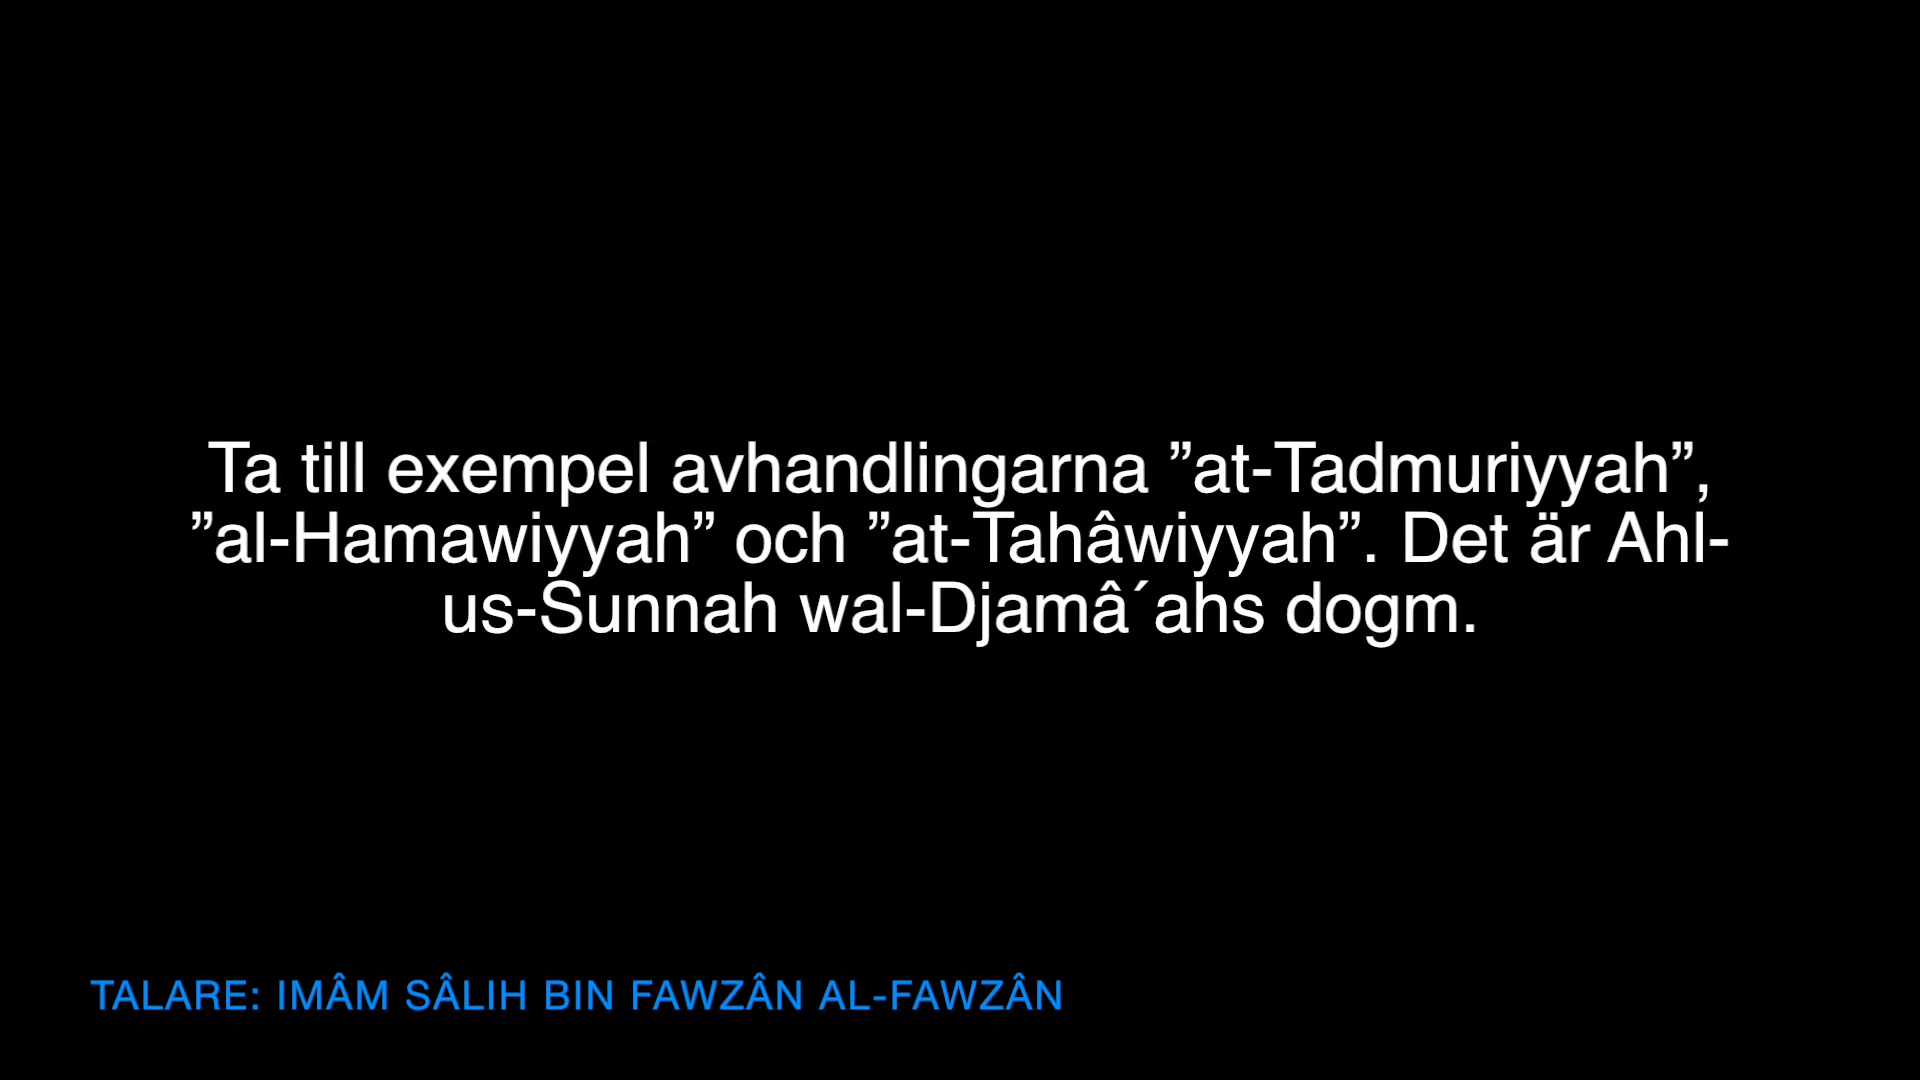 Ta till exempel avhandlingarna ”at-Tadmuriyyah”,
”al-Hamawiyyah” och ”at-Tahâwiyyah”. Det är Ahl-
us-Sunnah wal-Djamâ´ahs dogm.
TALARE: IMÂM SÂLIH BIN FAWZÂN AL-FAWZÂN